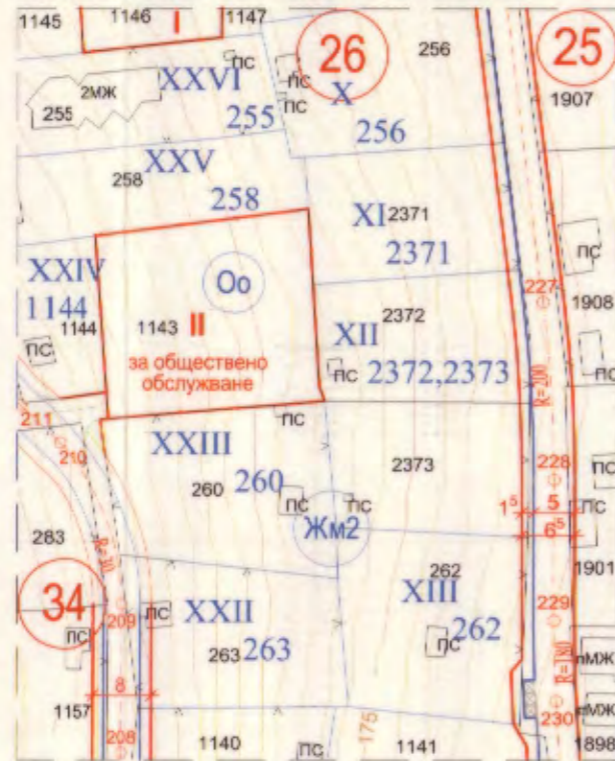 1145
1146
I
1147
26
256
25
2МЖ
XXVI
ПС
ПС
ПС
X
1907
255
255
256
XXV
258
258
XI
2371
2371
ПС
XXIV
Оо
1144
227
1908
1144
1143
II
2372
XII
ПС
за обществено
обслужване
ПС
2372,2373
R=200
211
ПС
210
XXIII
2373
228
ПС
260
260
ПС
ПС
1⁵
5
ПС
283
Жм2
6⁵
R=10
262
1901
34
209
ПС
XXII
XIII
229
ПС
263
263
ПС
262
пМЖ
R=180
8
1157
175
230
мМЖ
208
1140
ПС
1141
1898